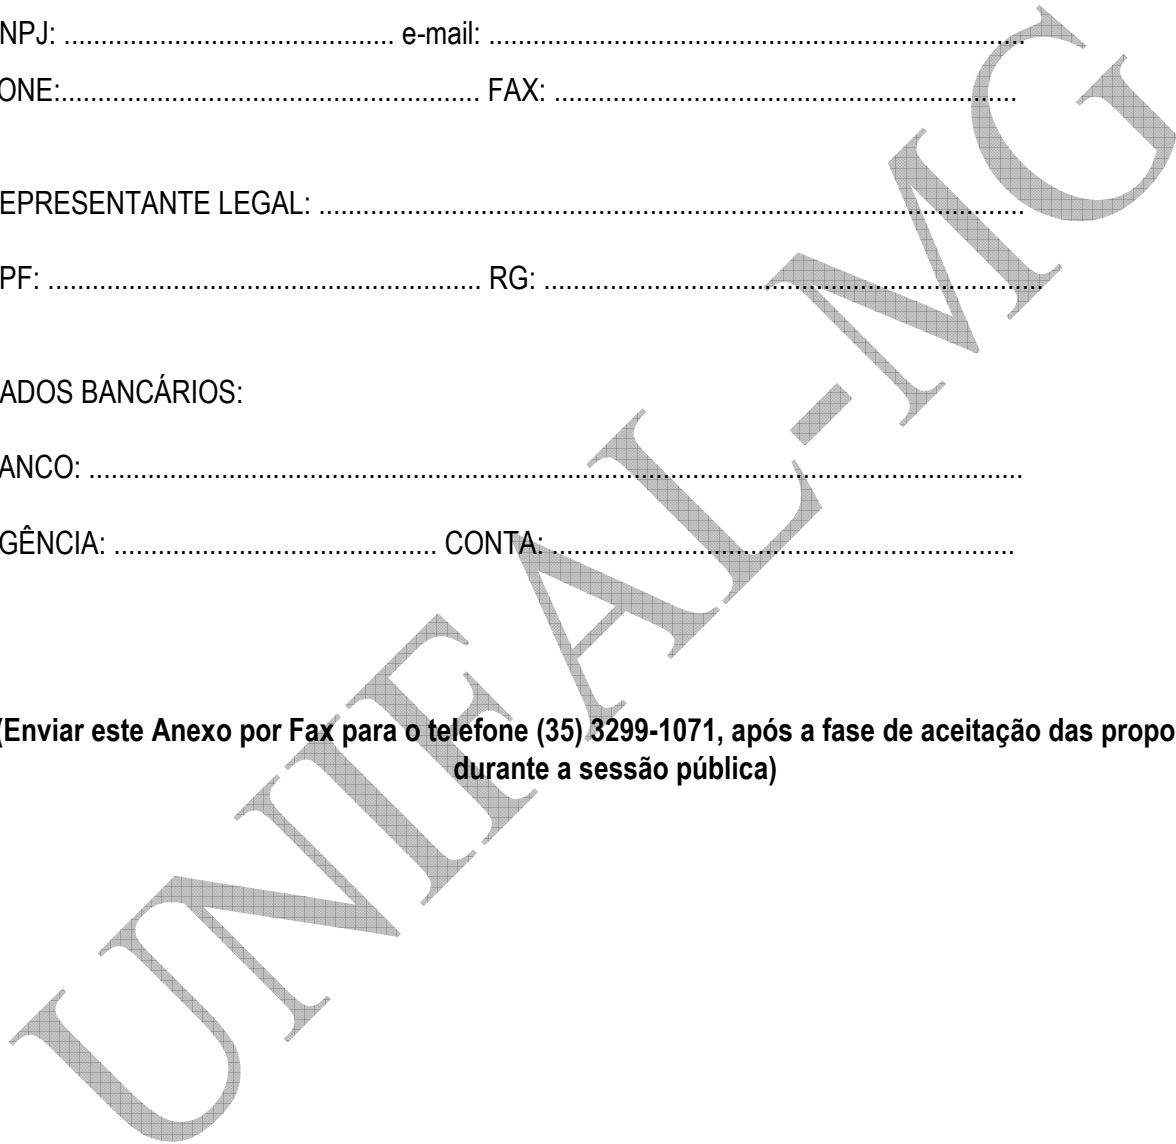 NPJ: ............................................. e-mail: .........................................................................
ONE:......................................................... FAX: ...............................................................
EPRESENTANTE LEGAL: ................................................................................................
PF: ........................................................... RG: ....................................................................
ADOS BANCÁRIOS:
ANCO: ...............................................................................................................................
GÊNCIA: ............................................ CONTA: ...............................................................
(Enviar este Anexo por Fax para o telefone (35) 3299-1071, após a fase de aceitação das propo
durante a sessão pública)
UNIFAL-MG